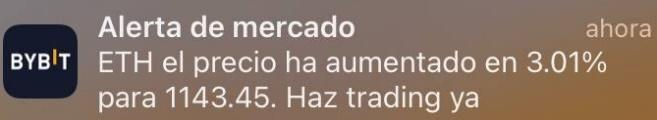 Alerta de mercado
ahora
BYBIT
ETH el precio ha aumentado en 3.01%
para 1143.45. Haz trading ya